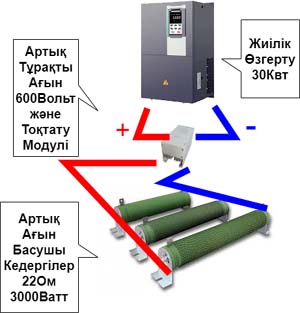 Артық
Тұрақты
Ағын
600Вольт
және
Тоқтату
Модулі
Жиілік
Өзгерту
30Квт
+
-
Артық
Ағын
Басушы
Кедергілер
22Ом
3000Ватт